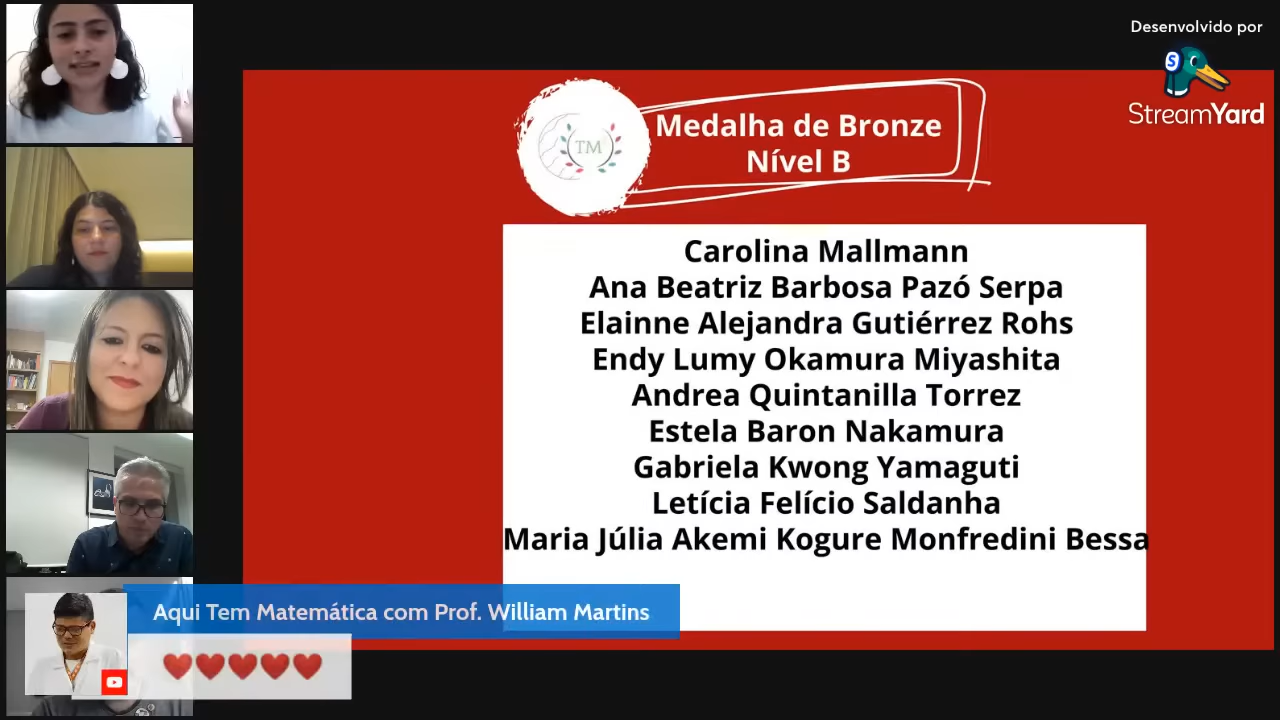 Desenvolvido por
StreamYard
TM
Medalha de Bronze
Nível B
Carolina Mallmann
Ana Beatriz Barbosa Pazó Serpa
Elainne Alejandra Gutiérrez Rohs
Endy Lumy Okamura Miyashita
Andrea Quintanilla Torrez
Estela Baron Nakamura
Gabriela Kwong Yamaguti
Letícia Felício Saldanha
Maria Júlia Akemi Kogure Monfredini Bessa
Aqui Tem Matemática com Prof. William Martins